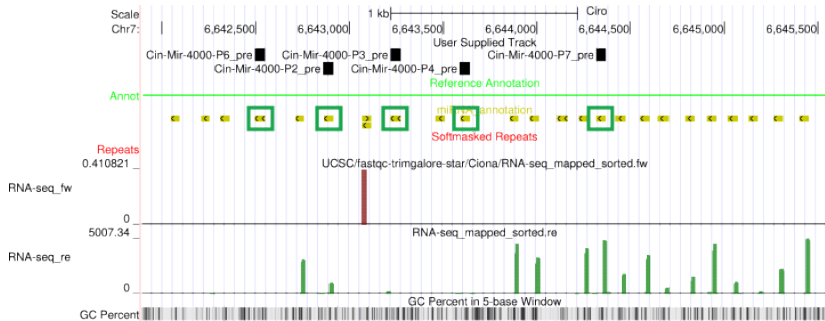 Scale 1 kb Ciro
Chr7: 6,642,500 6,643,000 6,643,500 6,644,000 6,644,500 6,645,000 6,645,500
User Supplied Track
Cin-Mir-4000-P6_pre Cin-Mir-4000-P3_pre Cin-Mir-4000-P7_pre
Cin-Mir-4000-P2_pre Cin-Mir-4000-P4_pre
Reference Annotation
Annot
miRNA annotation
Softmasked Repeats
Repeats
0.410821 UCSC/fastqc-trimgalore-star/Ciona/RNA-seq_mapped_sorted.fw
RNA-seq_fw
0
5007.34 RNA-seq_mapped_sorted.re
RNA-seq_re
0
GC Percent in 5-base Window
GC Percent